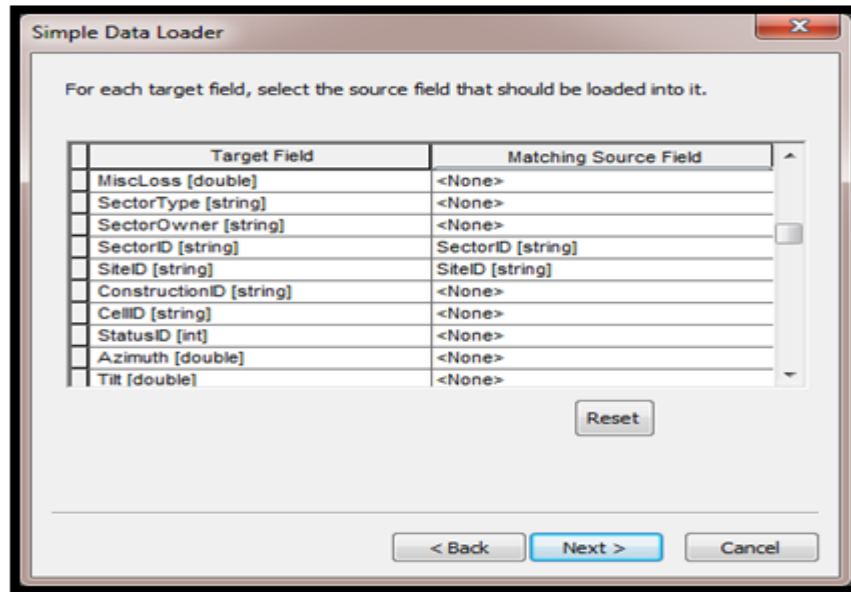 Simple Data Loader
For each target field, select the source field that should be loaded into it.
Target Field Matching Source Field
MiscLoss [double] <None>
SectorType [string] <None>
SectorOwner [string] <None>
SectorID [string] SectorID [string]
SiteID [string] SiteID [string]
ConstructionID [string] <None>
CellID [string] <None>
StatusID [int] <None>
Azimuth [double] <None>
Tilt [double] <None>
Reset
< Back Next > Cancel